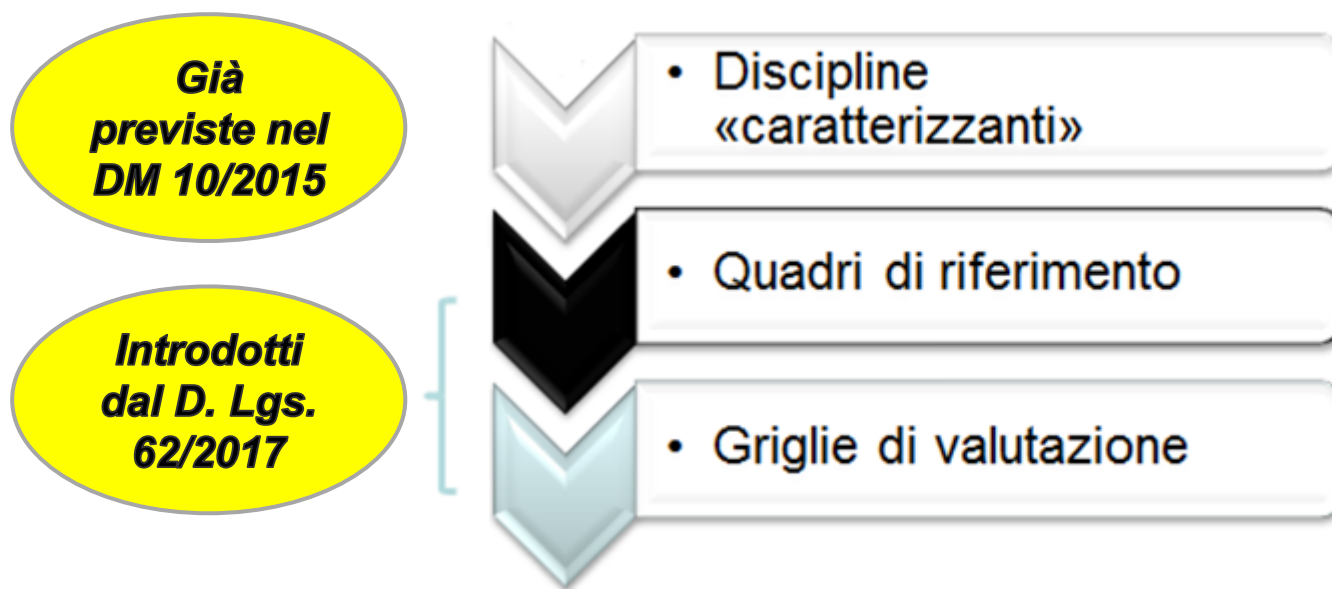 Già
previste nel
DM 10/2015
• Discipline
«caratterizzanti»
• Quadri di riferimento
Introdotti
dal D. Lgs.
62/2017
• Griglie di valutazione